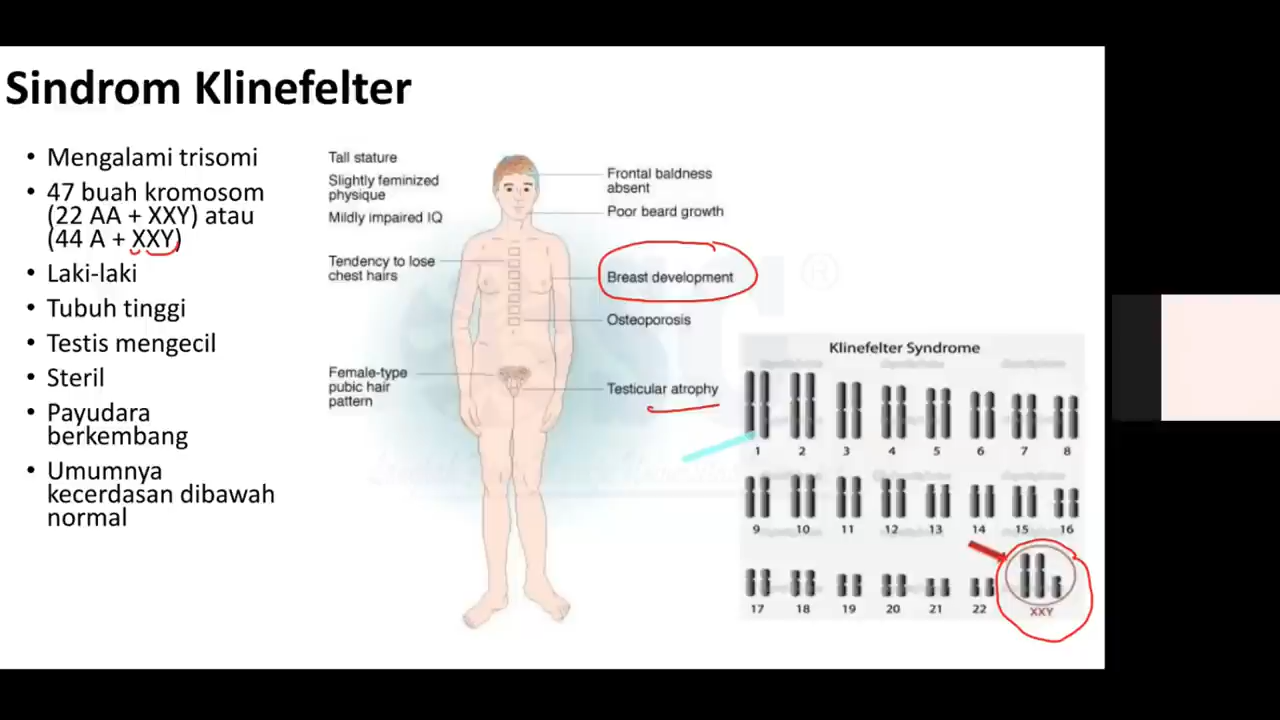 Sindrom Klinefelter
• Mengalami trisomi
• 47 buah kromosom
(22 AA + XXY) atau
(44 A + XXY)
• Laki-laki
• Tubuh tinggi
• Testis mengecil
• Steril
• Payudara
berkembang
• Umumnya
kecerdasan dibawah
normal
Tall stature
Slightly feminized
physique
Mildly impaired IQ
Tendency to lose
chest hairs
Female-type
pubic hair
pattern
Frontal baldness
absent
Poor beard growth
Breast development
Osteoporosis
Testicular atrophy
®
Klinefelter Syndrome
1 2 3 4 5 6 7 8
9 10 11 12 13 14 15 16
17 18 19 20 21 22
XXY